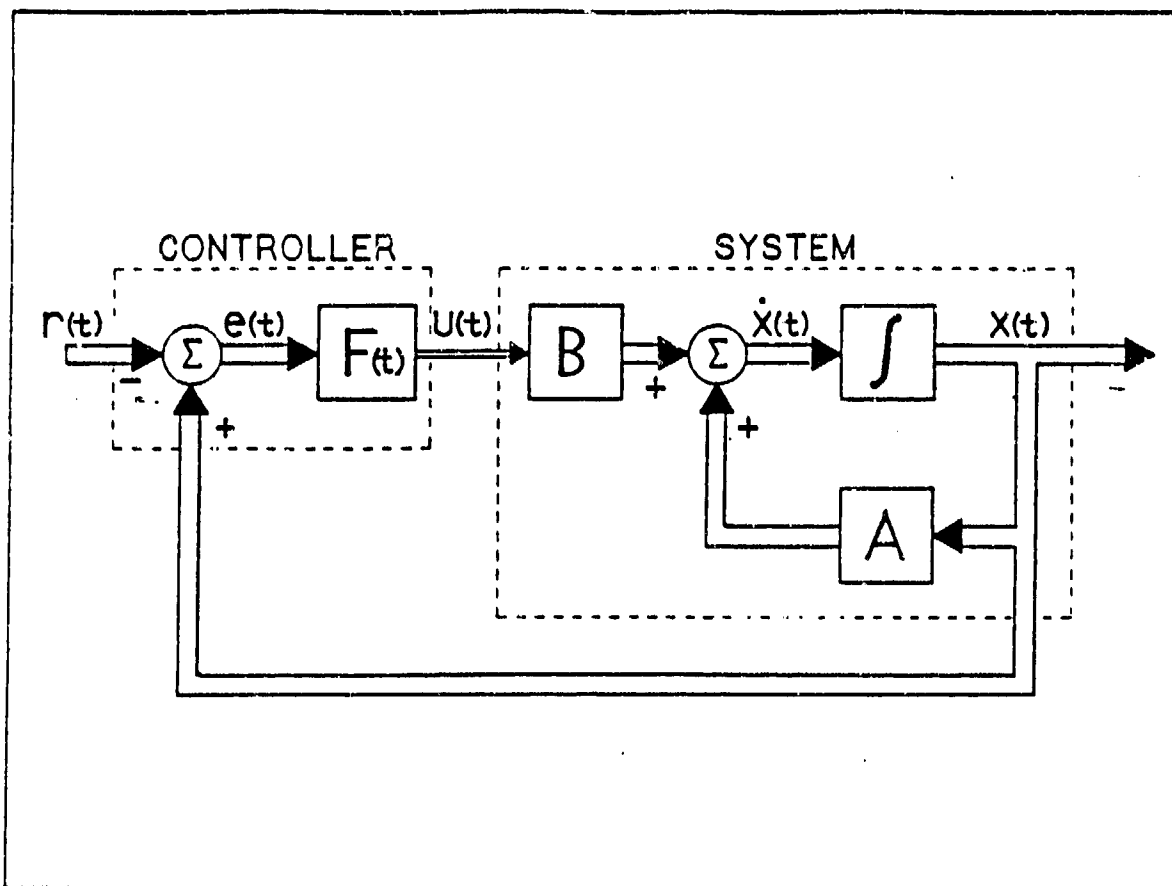 CONTROLLER
SYSTEM
r(t)
e(t)
F(t)
U(t)
B
Ẋ(t)
∫
X(t)
Σ
Σ
−
+
+
+
−
A